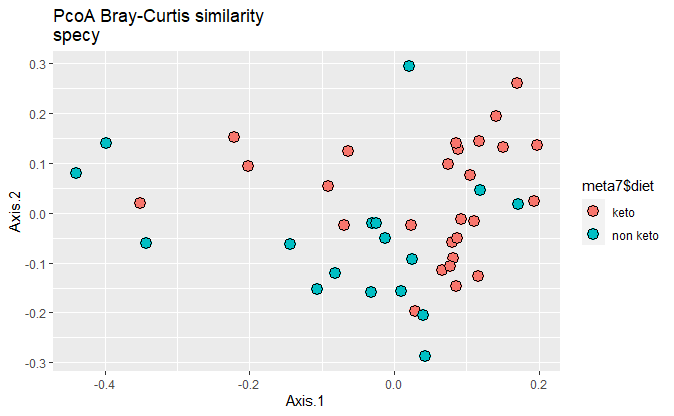 PcoA Bray-Curtis similarity
specy
0.3
0.2
0.1
0.0
-0.1
-0.2
-0.3
Axis.2
-0.4
-0.2
0.0
0.2
Axis.1
meta7$diet
keto
non keto